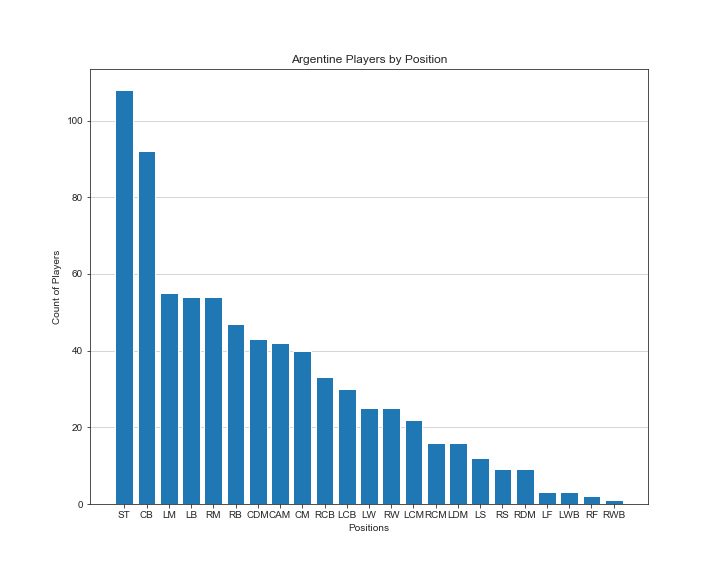 Argentine Players by Position
Count of Players
100
80
60
40
20
0
ST CB LM LB RM RB CDM CAM CM RCB LCB LW RW LCM RCM LDM LS RS RDM LF LWB RF RWB
Positions